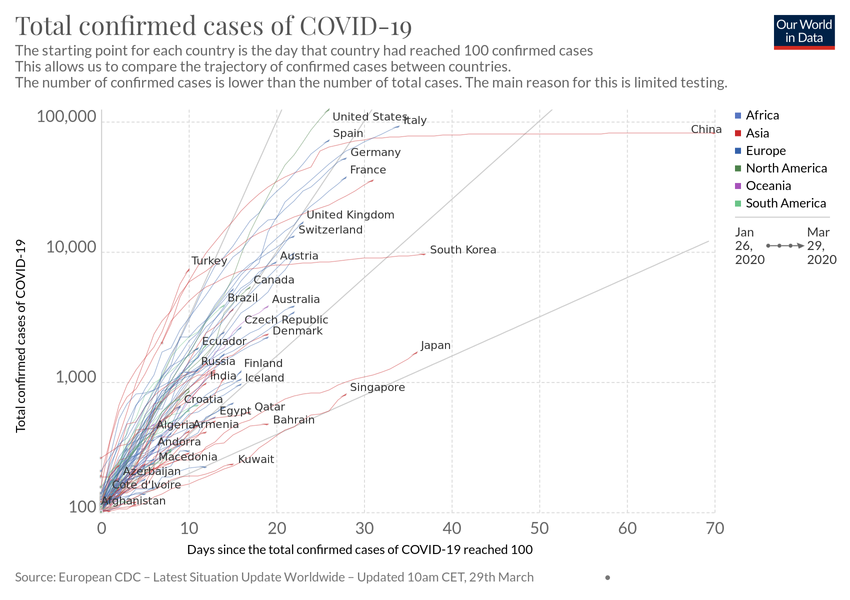 Total confirmed cases of COVID-19
The starting point for each country is the day that country had reached 100 confirmed cases
This allows us to compare the trajectory of confirmed cases between countries.
The number of confirmed cases is lower than the number of total cases. The main reason for this is limited testing.
Our World
in Data
Total confirmed cases of COVID-19
100,000
10,000
1,000
100
United States
Italy
China
Spain
Germany
France
United Kingdom
Switzerland
South Korea
Austria
Turkey
Canada
Brazil
Australia
Czech Republic
Denmark
Ecuador
Japan
Russia
Finland
India
Iceland
Singapore
Croatia
Qatar
Egypt
Bahrain
Algeria
Armenia
Andorra
Macedonia
Kuwait
Azerbaijan
Cote d'Ivoire
Afghanistan
0
10
20
30
40
50
60
70
Days since the total confirmed cases of COVID-19 reached 100
Africa
Asia
Europe
North America
Oceania
South America
Jan
26,
2020
Mar
29,
2020
Source: European CDC – Latest Situation Update Worldwide – Updated 10am CET, 29th March